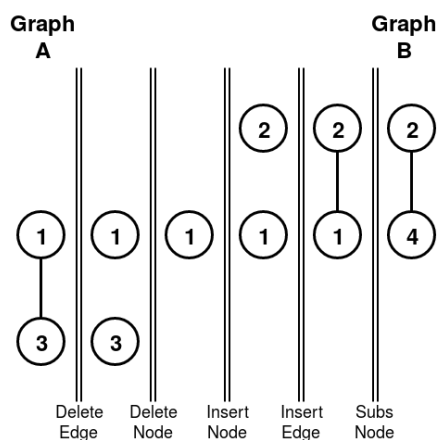 Graph Graph
A B
2 2 2
1 1 1 1 1 4
3 3
Delete Delete Insert Insert Subs
Edge Node Node Edge Node